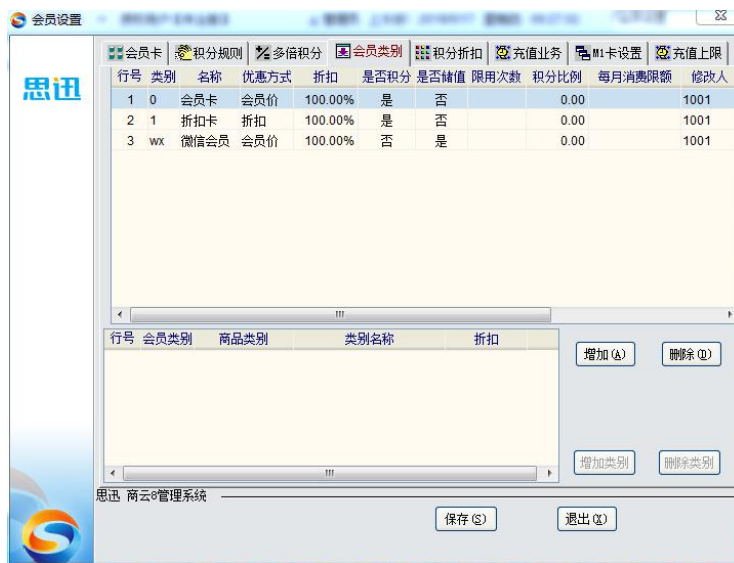 会员设置
会员卡 积分规则 多倍积分 会员类别 积分折扣 充值业务 M1卡设置 充值上限
思迅
行号 类别 名称 优惠方式 折扣 是否积分 是否储值 限用次数 积分比例 每月消费限额 修改人
1 0 会员卡 会员价 100.00% 是 否 0.00 1001
2 1 折扣卡 折扣 100.00% 是 否 0.00 1001
3 wx 微信会员 会员价 100.00% 否 是 0.00 1001
行号 会员类别 商品类别 类别名称 折扣
增加(A) 删除(D)
增加类别 删除类别
思迅 商云8管理系统
保存(S) 退出(X)